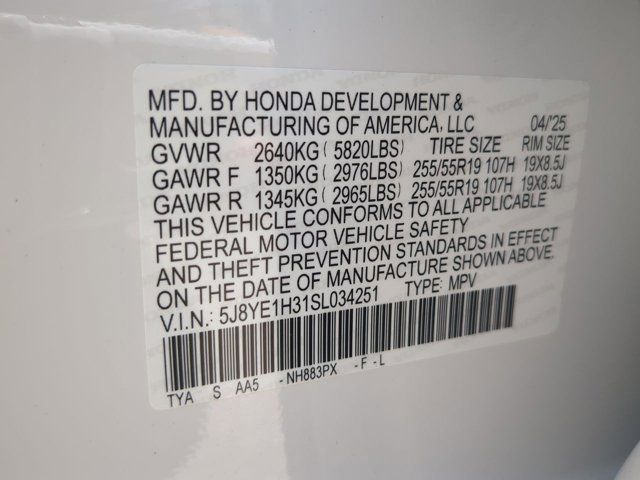 MFD. BY HONDA DEVELOPMENT &
MANUFACTURING OF AMERICA, LLC 04/'25
GVWR 2640KG ( 5820LBS) TIRE SIZE RIM SIZE
GAWR F 1350KG ( 2976LBS) 255/55R19 107H 19X8.5J
GAWR R 1345KG ( 2965LBS) 255/55R19 107H 19X8.5J
THIS VEHICLE CONFORMS TO ALL APPLICABLE
FEDERAL MOTOR VEHICLE SAFETY
AND THEFT PREVENTION STANDARDS IN EFFECT
ON THE DATE OF MANUFACTURE SHOWN ABOVE.
V.I.N.: 5J8YE1H31SL034251 TYPE: MPV
TYA S AA5 -NH883PX -F-L